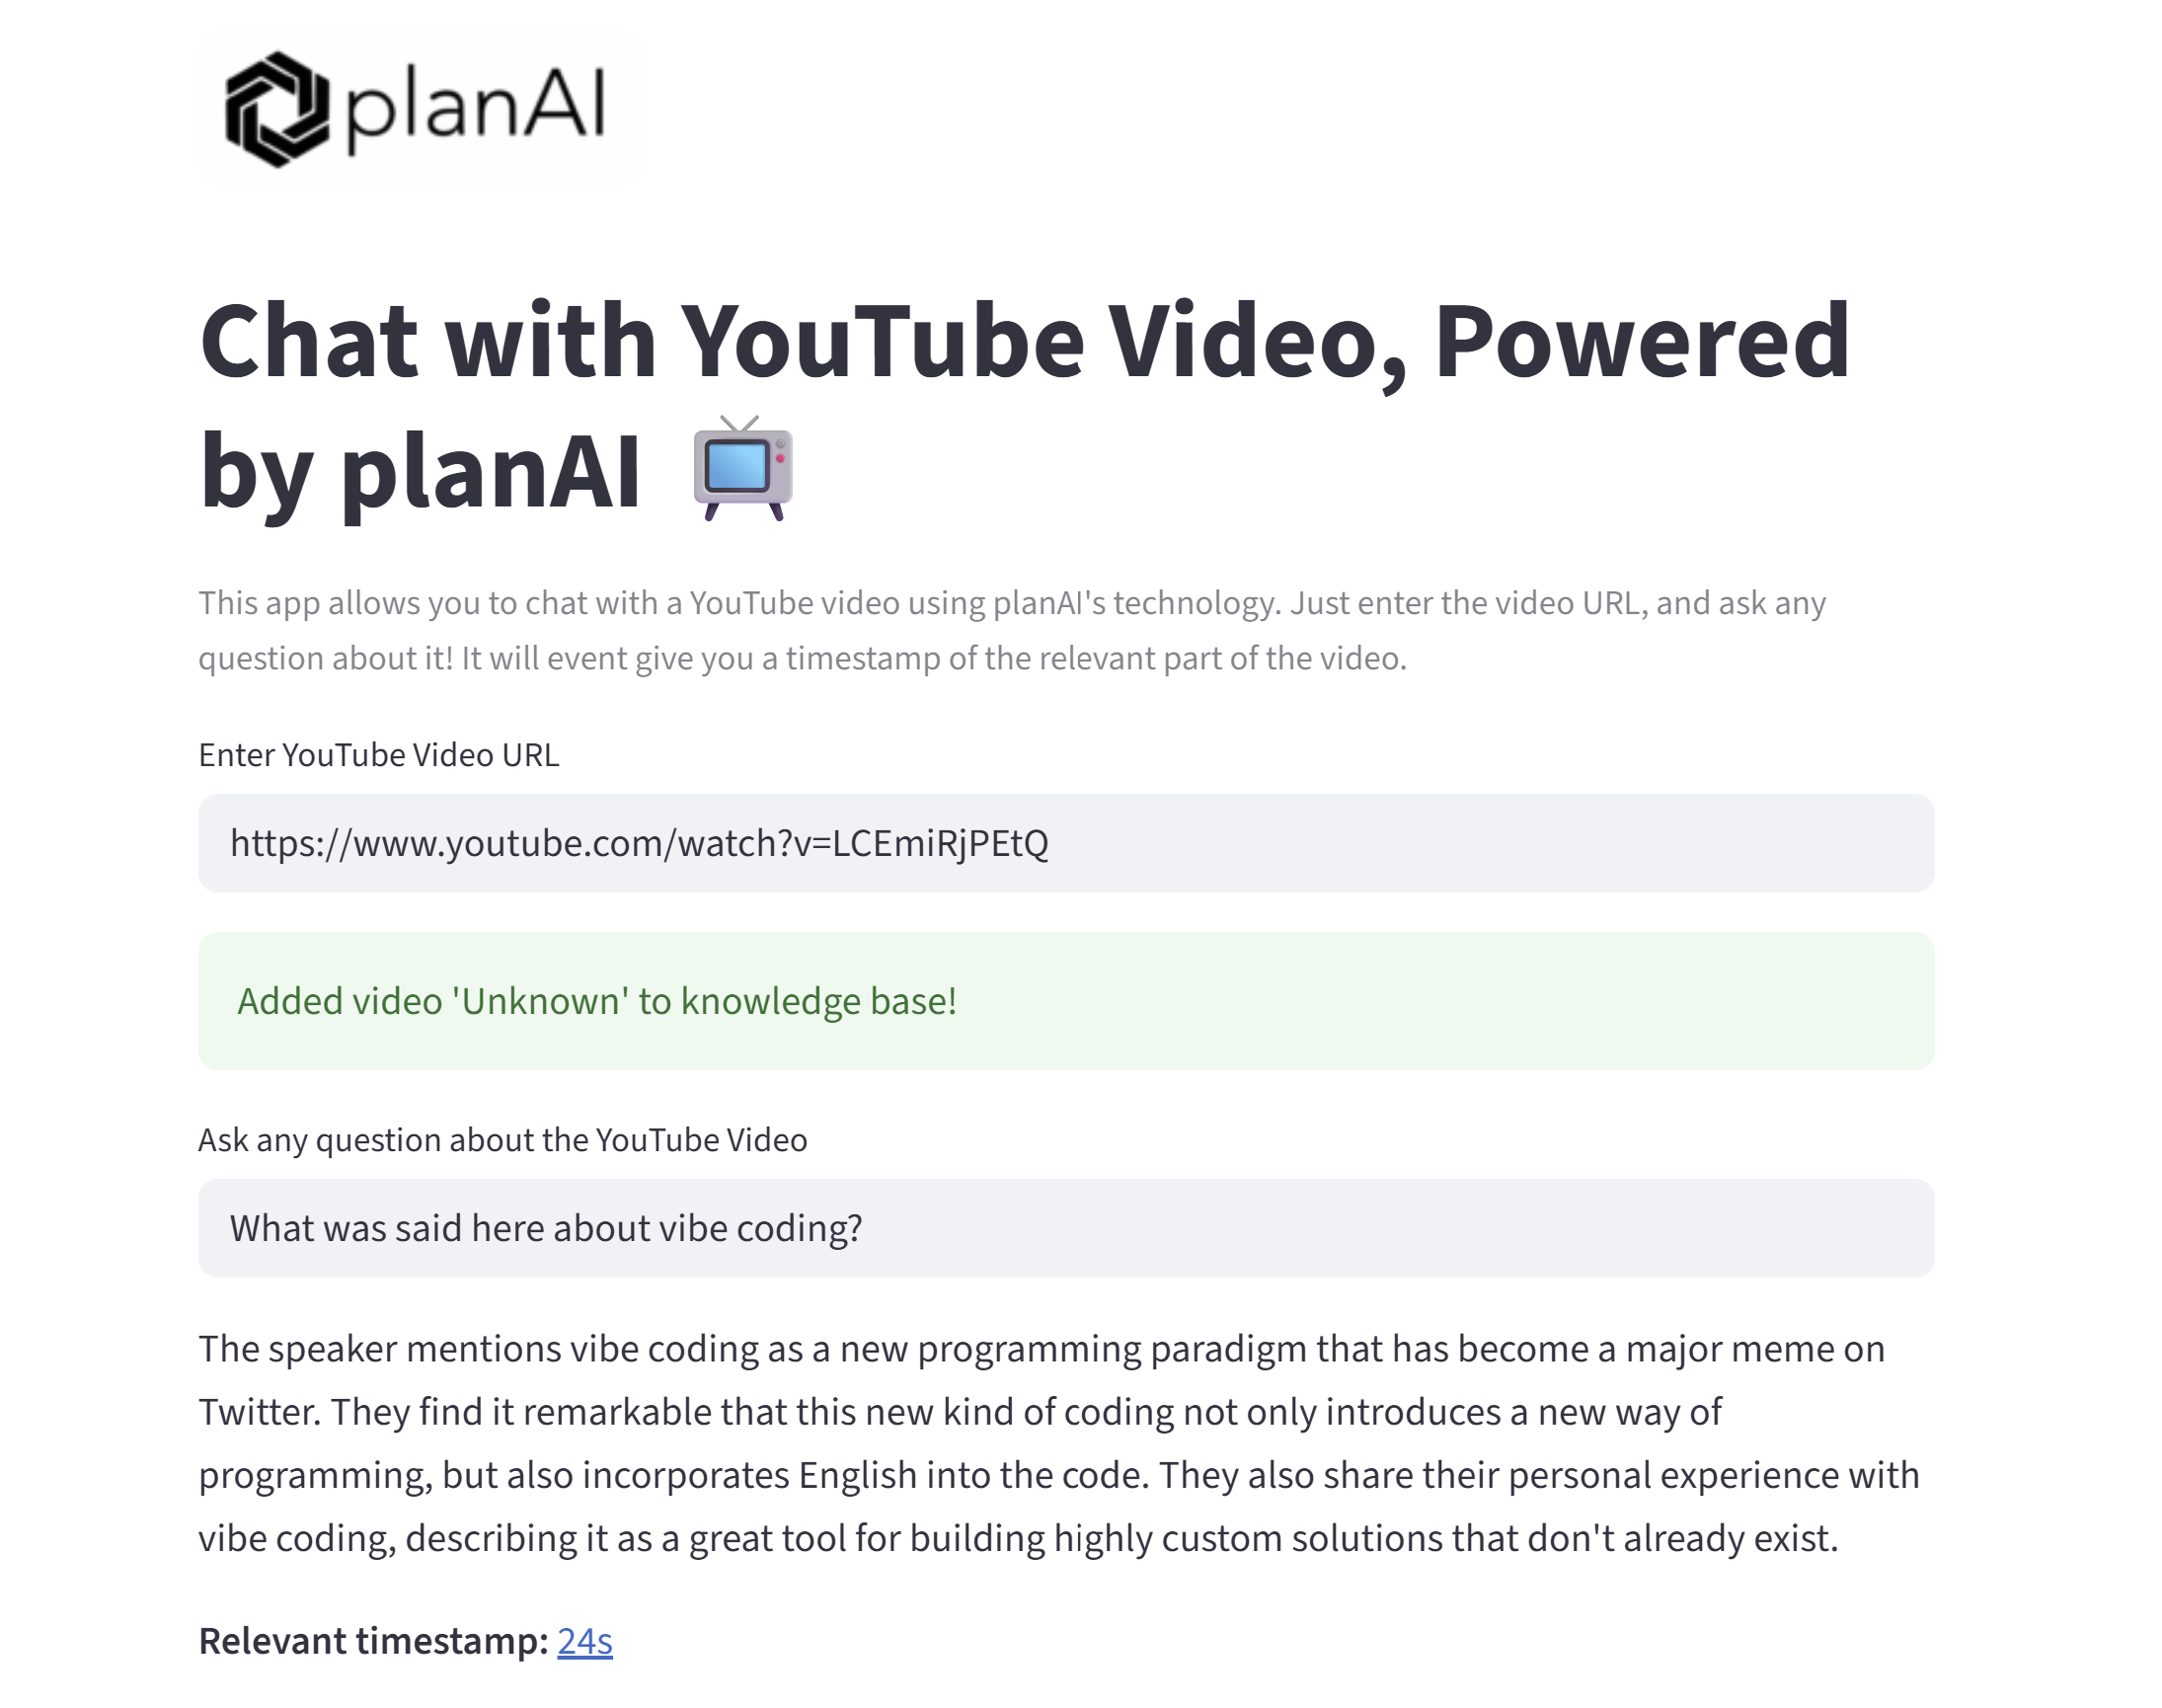 planAI
Chat with YouTube Video, Powered
by planAI 📺
This app allows you to chat with a YouTube video using planAI's technology. Just enter the video URL, and ask any
question about it! It will event give you a timestamp of the relevant part of the video.
Enter YouTube Video URL
https://www.youtube.com/watch?v=LCEmiRjPEtQ
Added video 'Unknown' to knowledge base!
Ask any question about the YouTube Video
What was said here about vibe coding?
The speaker mentions vibe coding as a new programming paradigm that has become a major meme on
Twitter. They find it remarkable that this new kind of coding not only introduces a new way of
programming, but also incorporates English into the code. They also share their personal experience with
vibe coding, describing it as a great tool for building highly custom solutions that don't already exist.
Relevant timestamp: 24s